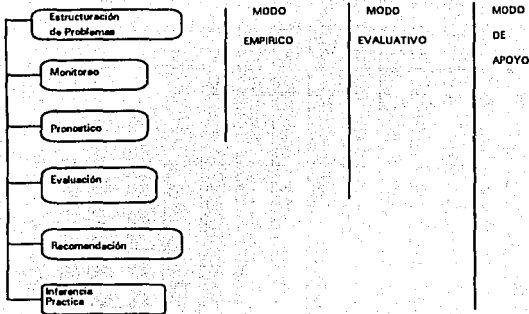 Estructuración
de Problemas
Monitoreo
Pronostico
Evaluación
Recomendación
Inferencia
Practica
MODO
EMPIRICO
MODO
EVALUATIVO
MODO
DE
APOYO